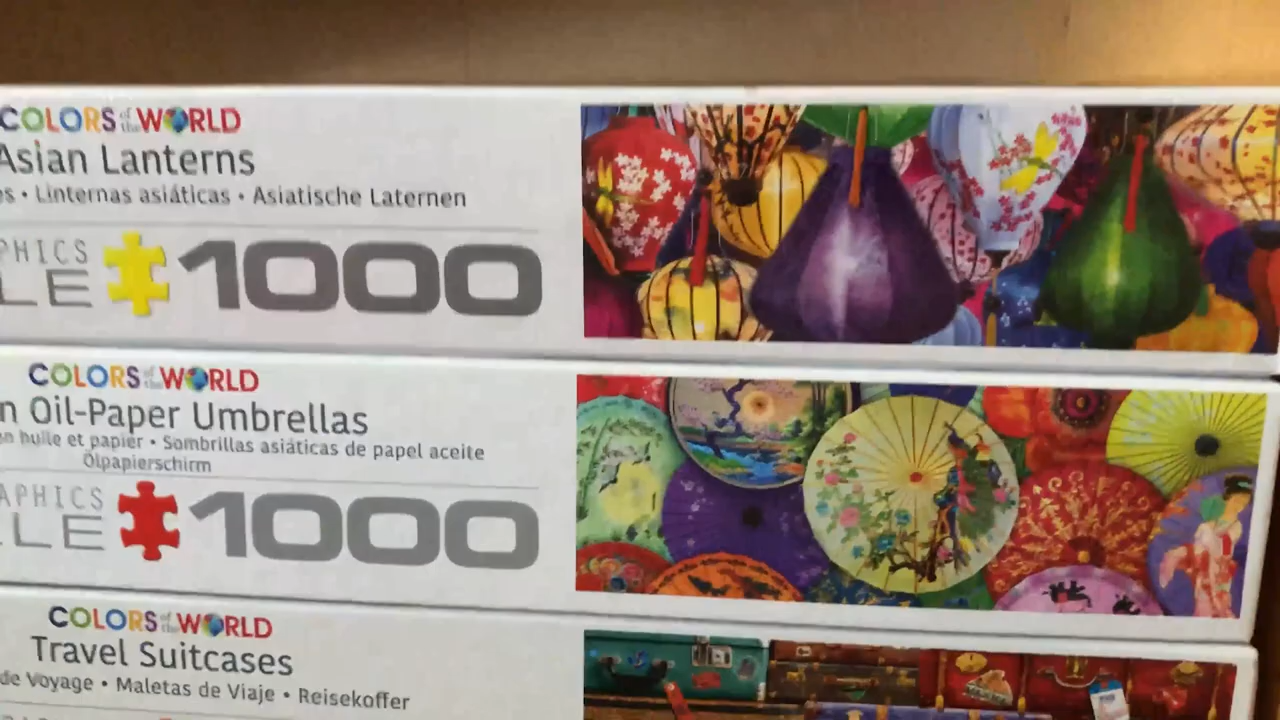 COLORS of the WORLD
Asian Lanterns
• Linternas asiáticas • Asiatische Laternen
PHICS
LE 1000
COLORS of the WORLD
n Oil-Paper Umbrellas
en huile et papier • Sombrillas asiáticas de papel aceite
Ölpapierschirm
APHICS
LE 1000
COLORS of the WORLD
Travel Suitcases
de Voyage • Maletas de Viaje • Reisekoffer